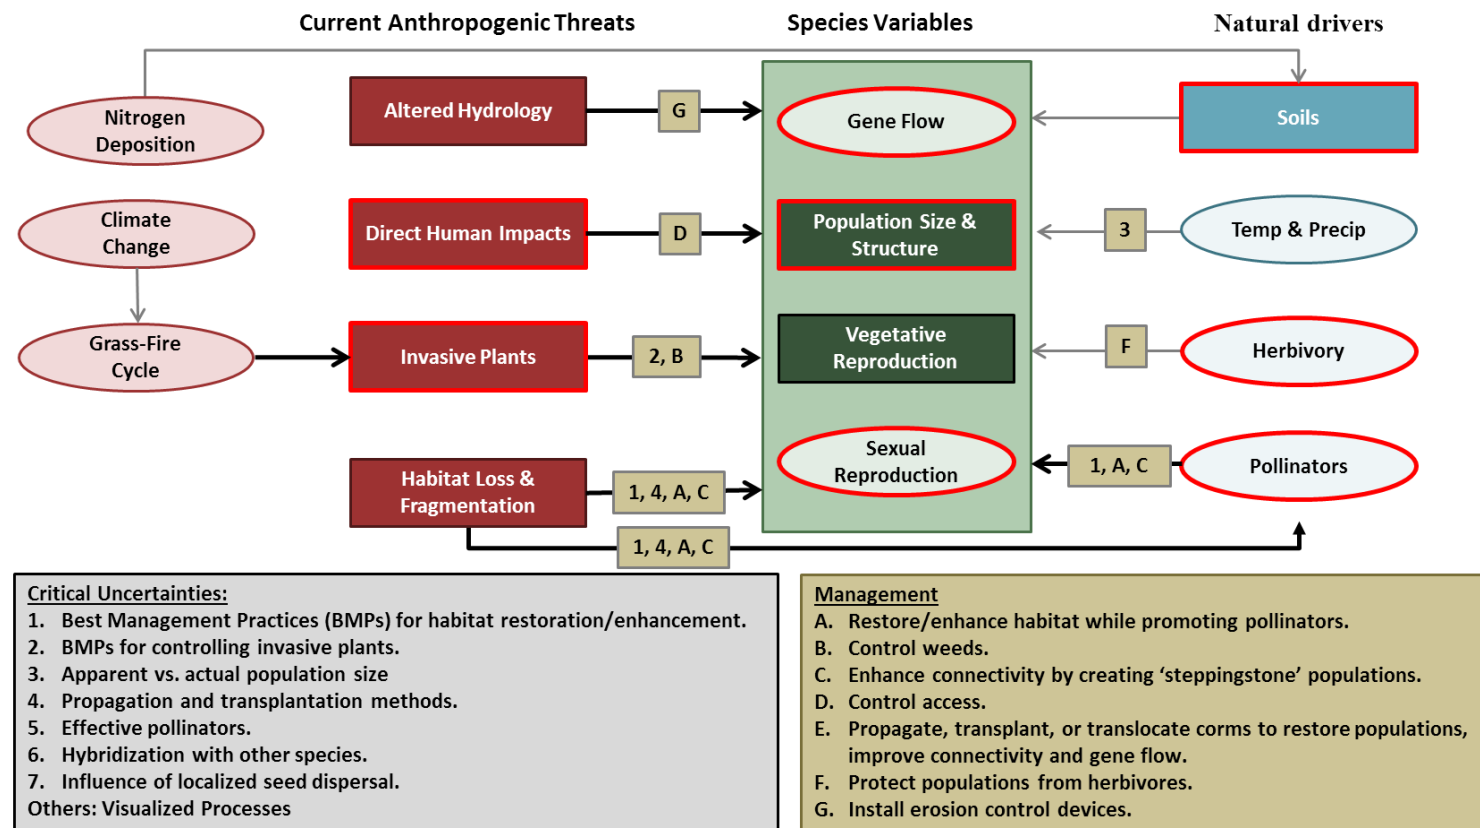 Current Anthropogenic Threats
Species Variables
Natural drivers
Nitrogen
Deposition
Altered Hydrology
G
Gene Flow
Soils
Climate
Change
Direct Human Impacts
D
Population Size &
Structure
3
Temp & Precip
Grass-Fire
Cycle
Invasive Plants
2, B
Vegetative
Reproduction
F
Herbivory
Habitat Loss &
Fragmentation
1, 4, A, C
Sexual
Reproduction
1, A, C
Pollinators
1, 4, A, C
Critical Uncertainties:
1. Best Management Practices (BMPs) for habitat restoration/enhancement.
2. BMPs for controlling invasive plants.
3. Apparent vs. actual population size
4. Propagation and transplantation methods.
5. Effective pollinators.
6. Hybridization with other species.
7. Influence of localized seed dispersal.
Others: Visualized Processes
Management
A. Restore/enhance habitat while promoting pollinators.
B. Control weeds.
C. Enhance connectivity by creating ‘steppingstone’ populations.
D. Control access.
E. Propagate, transplant, or translocate corms to restore populations,
improve connectivity and gene flow.
F. Protect populations from herbivores.
G. Install erosion control devices.